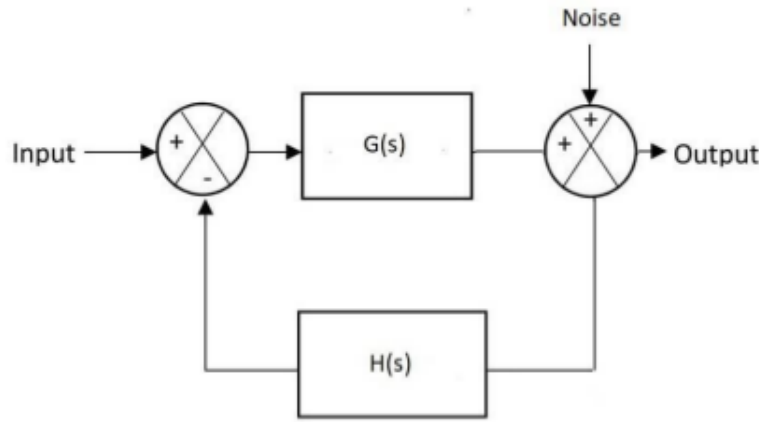 Noise
+
+
+
G(s)
Input
Output
-
H(s)